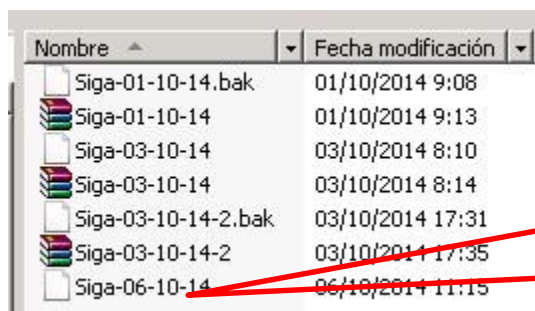 Nombre Fecha modificación
Siga-01-10-14.bak 01/10/2014 9:08
Siga-01-10-14 01/10/2014 9:13
Siga-03-10-14 03/10/2014 8:10
Siga-03-10-14 03/10/2014 8:14
Siga-03-10-14-2.bak 03/10/2014 17:31
Siga-03-10-14-2 03/10/2014 17:35
Siga-06-10-14 06/10/2014 11:15